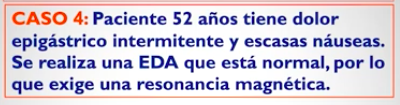 CASO 4: Paciente 52 años tiene dolor
epigástrico intermitente y escasas náuseas.
Se realiza una EDA que está normal, por lo
que exige una resonancia magnética.